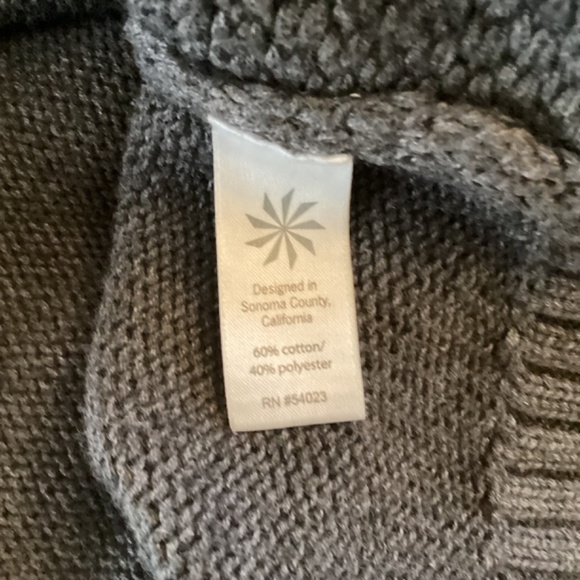 Designed in
Sonoma County,
California
60% cotton/
40% polyester
RN #54023